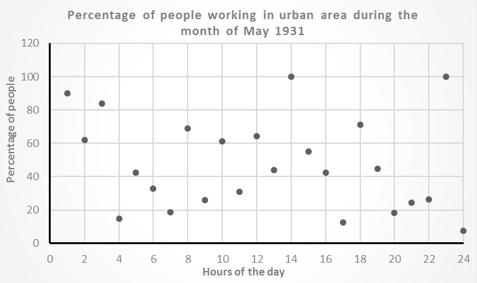 Percentage of people working in urban area during the
month of May 1931
120
100
80
60
40
20
0
Percentage of people
0 2 4 6 8 10 12 14 16 18 20 22 24
Hours of the day